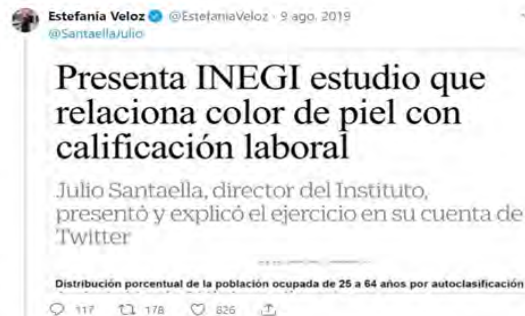 Estefanía Veloz @EstefaniaVeloz · 9 ago. 2019
@SantaellaJulio
Presenta INEGI estudio que
relaciona color de piel con
calificación laboral
Julio Santaella, director del Instituto,
presentó y explicó el ejercicio en su cuenta de
Twitter
Distribución porcentual de la población ocupada de 25 a 64 años por autoclasificación
117 178 826